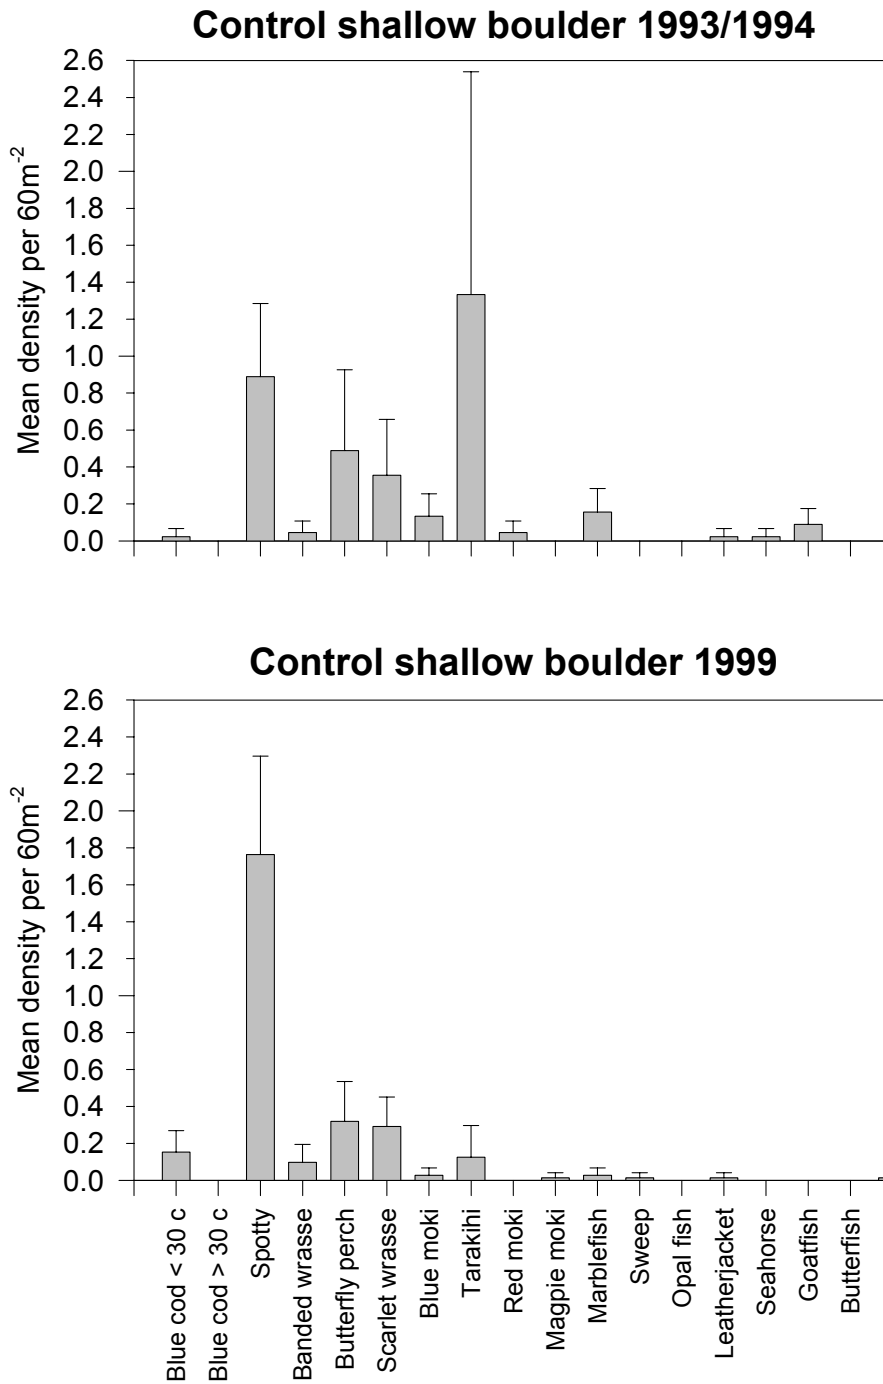 Control shallow boulder 1993/1994
Mean density per 60m⁻²
2.6
2.4
2.2
2.0
1.8
1.6
1.4
1.2
1.0
0.8
0.6
0.4
0.2
0.0
Control shallow boulder 1999
Mean density per 60m⁻²
2.6
2.4
2.2
2.0
1.8
1.6
1.4
1.2
1.0
0.8
0.6
0.4
0.2
0.0
Blue cod < 30 c
Blue cod > 30 c
Spotty
Banded wrasse
Butterfly perch
Scarlet wrasse
Blue moki
Tarakihi
Red moki
Magpie moki
Marblefish
Sweep
Opal fish
Leatherjacket
Seahorse
Goatfish
Butterfish